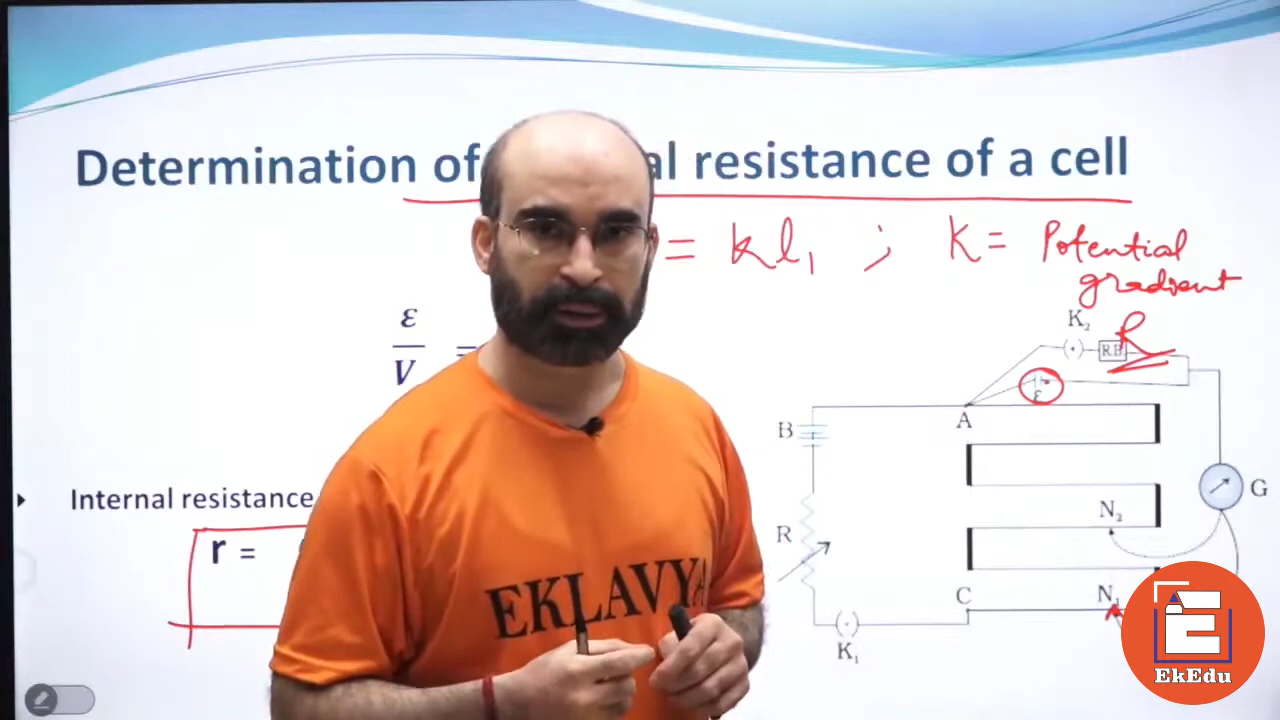 Determination of al resistance of a cell
= kl₁ ; K = Potential
gradient
ε
V =
K₂
R
RB
ε
A
B
G
N₂
R
Internal resistance
r =
C
N₁
K₁
EKLAVYA
E
EkEdu